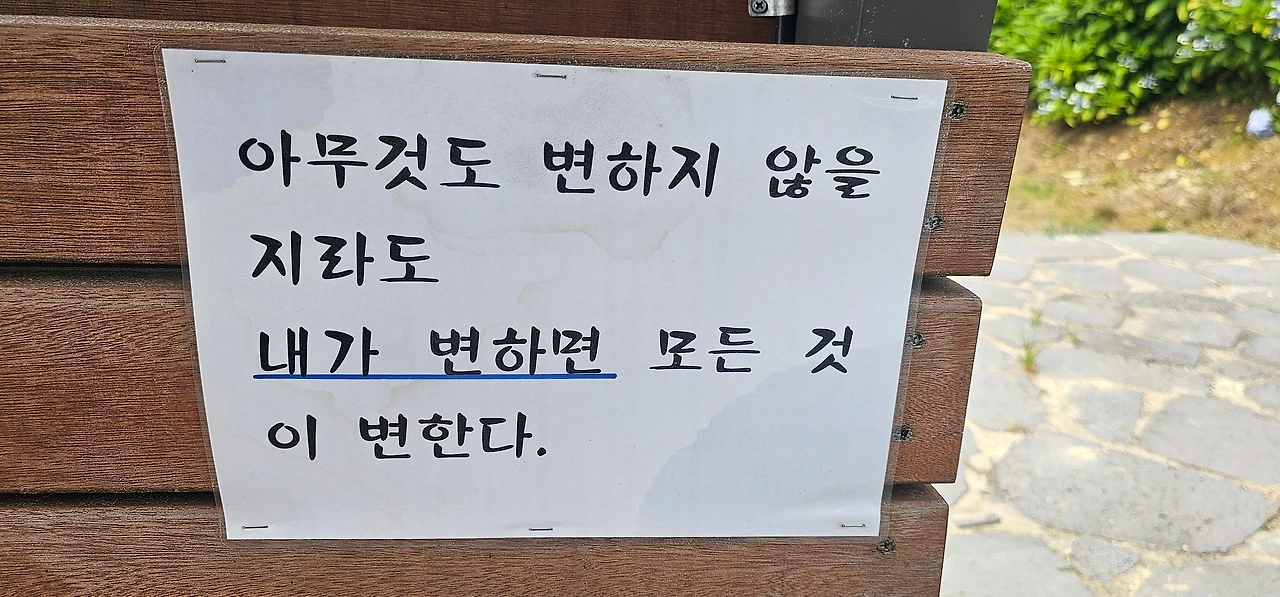 아무것도 변하지 않을
지라도
내가 변하면 모든 것
이 변한다.